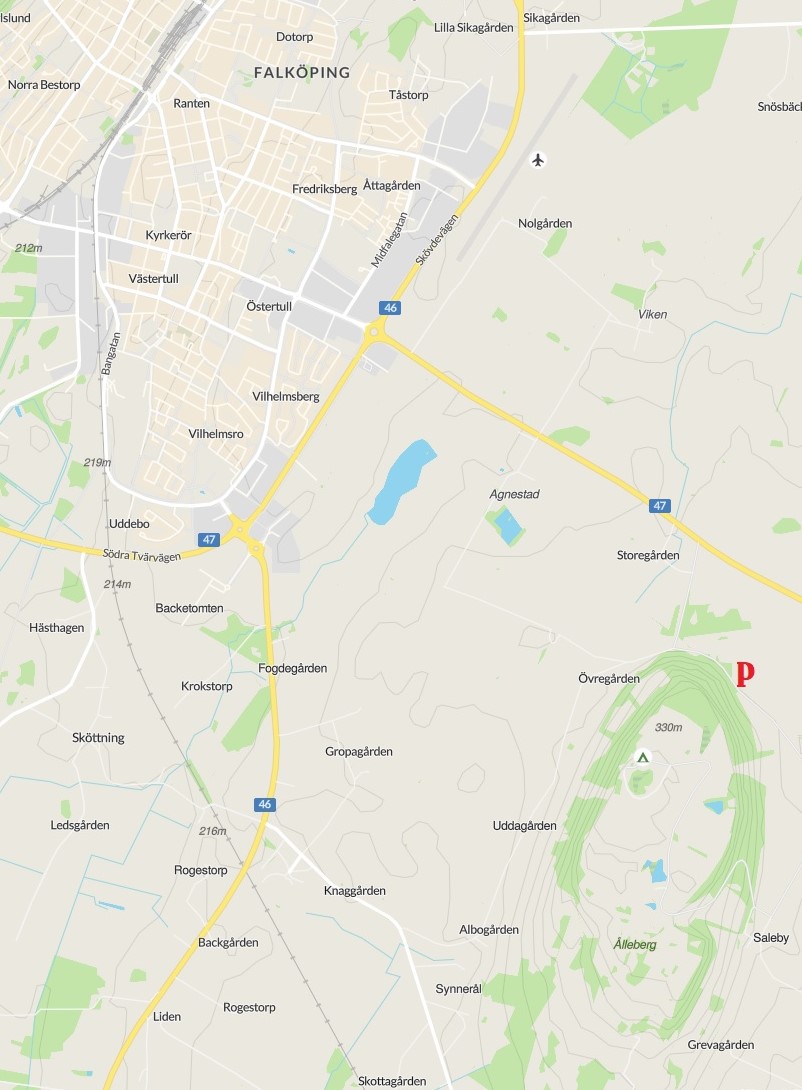 Sikagården
lslund
Lilla Sikagården
Dotorp
FALKÖPING
Norra Bestorp
Tåstorp
Ranten
Snösbäck
Fredriksberg
Åttagården
Nolgården
Midfalegatan
Skövdevägen
Kyrkerör
212m
Västertull
Östertull
46
Viken
Bangatan
Vilhelmsberg
Vilhelmsro
219m
Agnestad
47
Uddebo
47
Södra Tvärvägen
Storegården
214m
Backetomten
Hästhagen
Fogdegården
Övregården
P
Krokstorp
330m
Sköttning
Gropagården
46
Ledsgården
Uddagården
216m
Rogestorp
Knaggården
Albogården
Saleby
Backgården
Ålleberg
Synnerål
Rogestorp
Liden
Grevagården
Skottagården